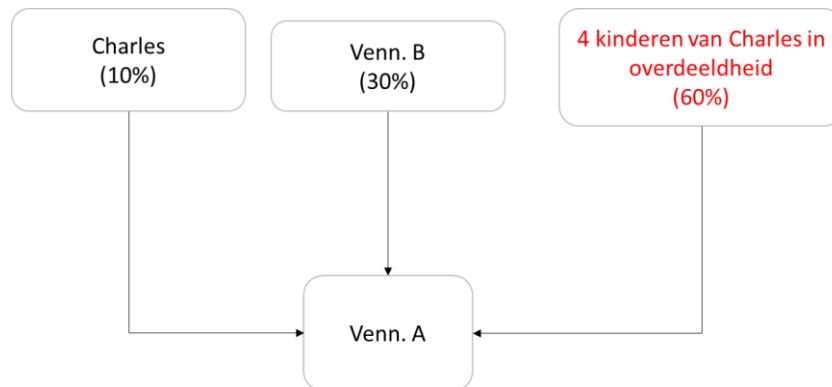 Charles
(10%)
Venn. B
(30%)
4 kinderen van Charles in
overdeeldheid
(60%)
Venn. A